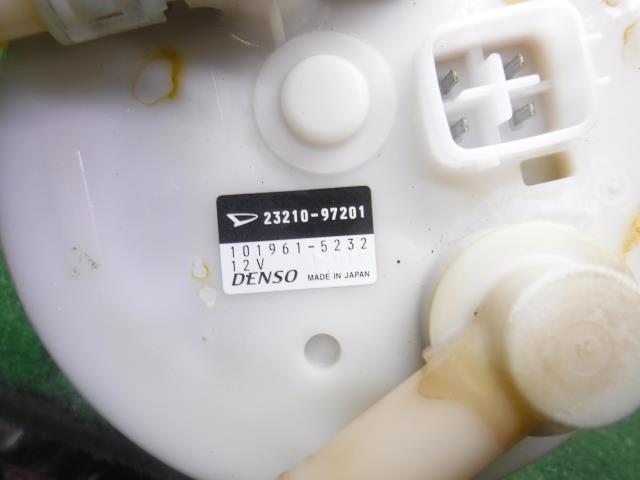 23210-97201
101961-5232
12V
DENSO MADE IN JAPAN